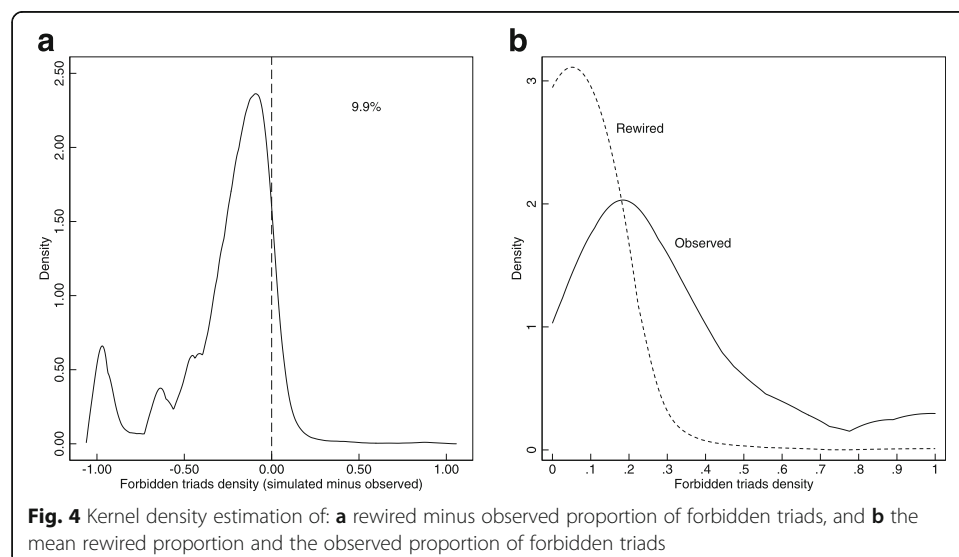 a
b
2.50
2.00
1.50
1.00
0.50
0.00
Density
9.9%
-1.00 -0.50 0.00 0.50 1.00
Forbidden triads density (simulated minus observed)
3
2
1
0
Density
Rewired
Observed
0 .1 .2 .3 .4 .5 .6 .7 .8 .9 1
Forbidden triads density
Fig. 4 Kernel density estimation of: a rewired minus observed proportion of forbidden triads, and b the
mean rewired proportion and the observed proportion of forbidden triads